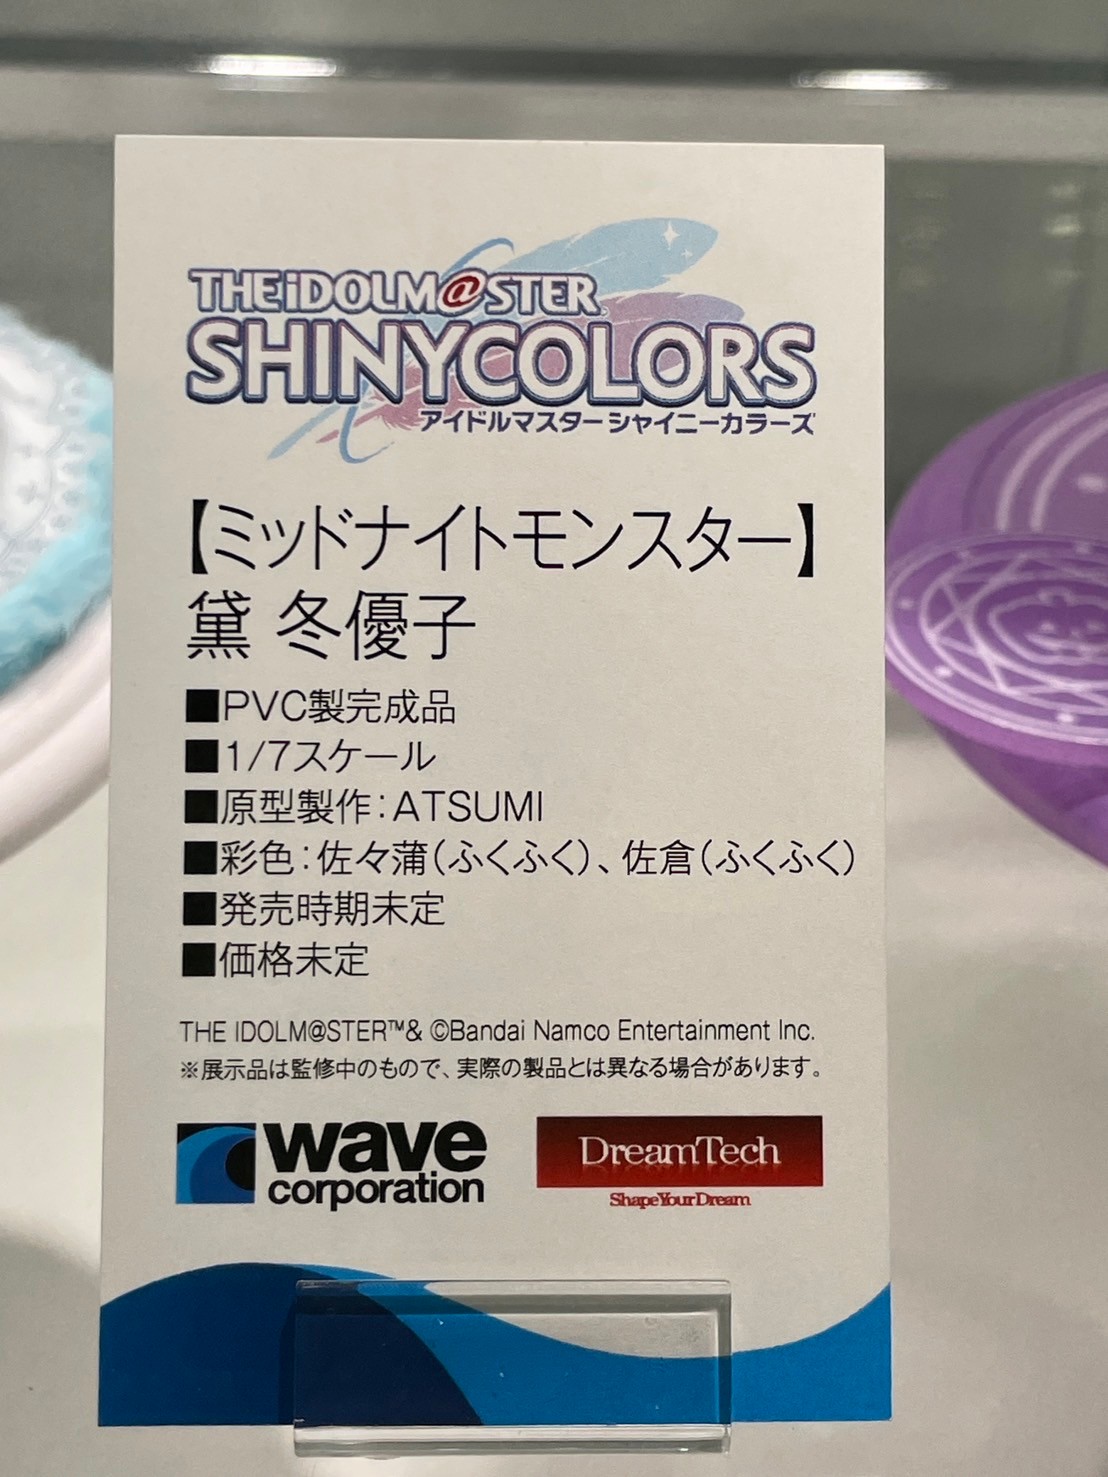 THE iDOLM@STER
SHINYCOLORS
アイドルマスター シャイニーカラーズ
【ミッドナイトモンスター】
黛 冬優子
■PVC製完成品
■1/7スケール
■原型製作：ATSUMI
■彩色：佐々蒲（ふくふく）、佐倉（ふくふく）
■発売時期未定
■価格未定
THE IDOLM@STER™& ©Bandai Namco Entertainment Inc.
※展示品は監修中のもので、実際の製品とは異なる場合があります。
wave
corporation
DreamTech
Shape Your Dream